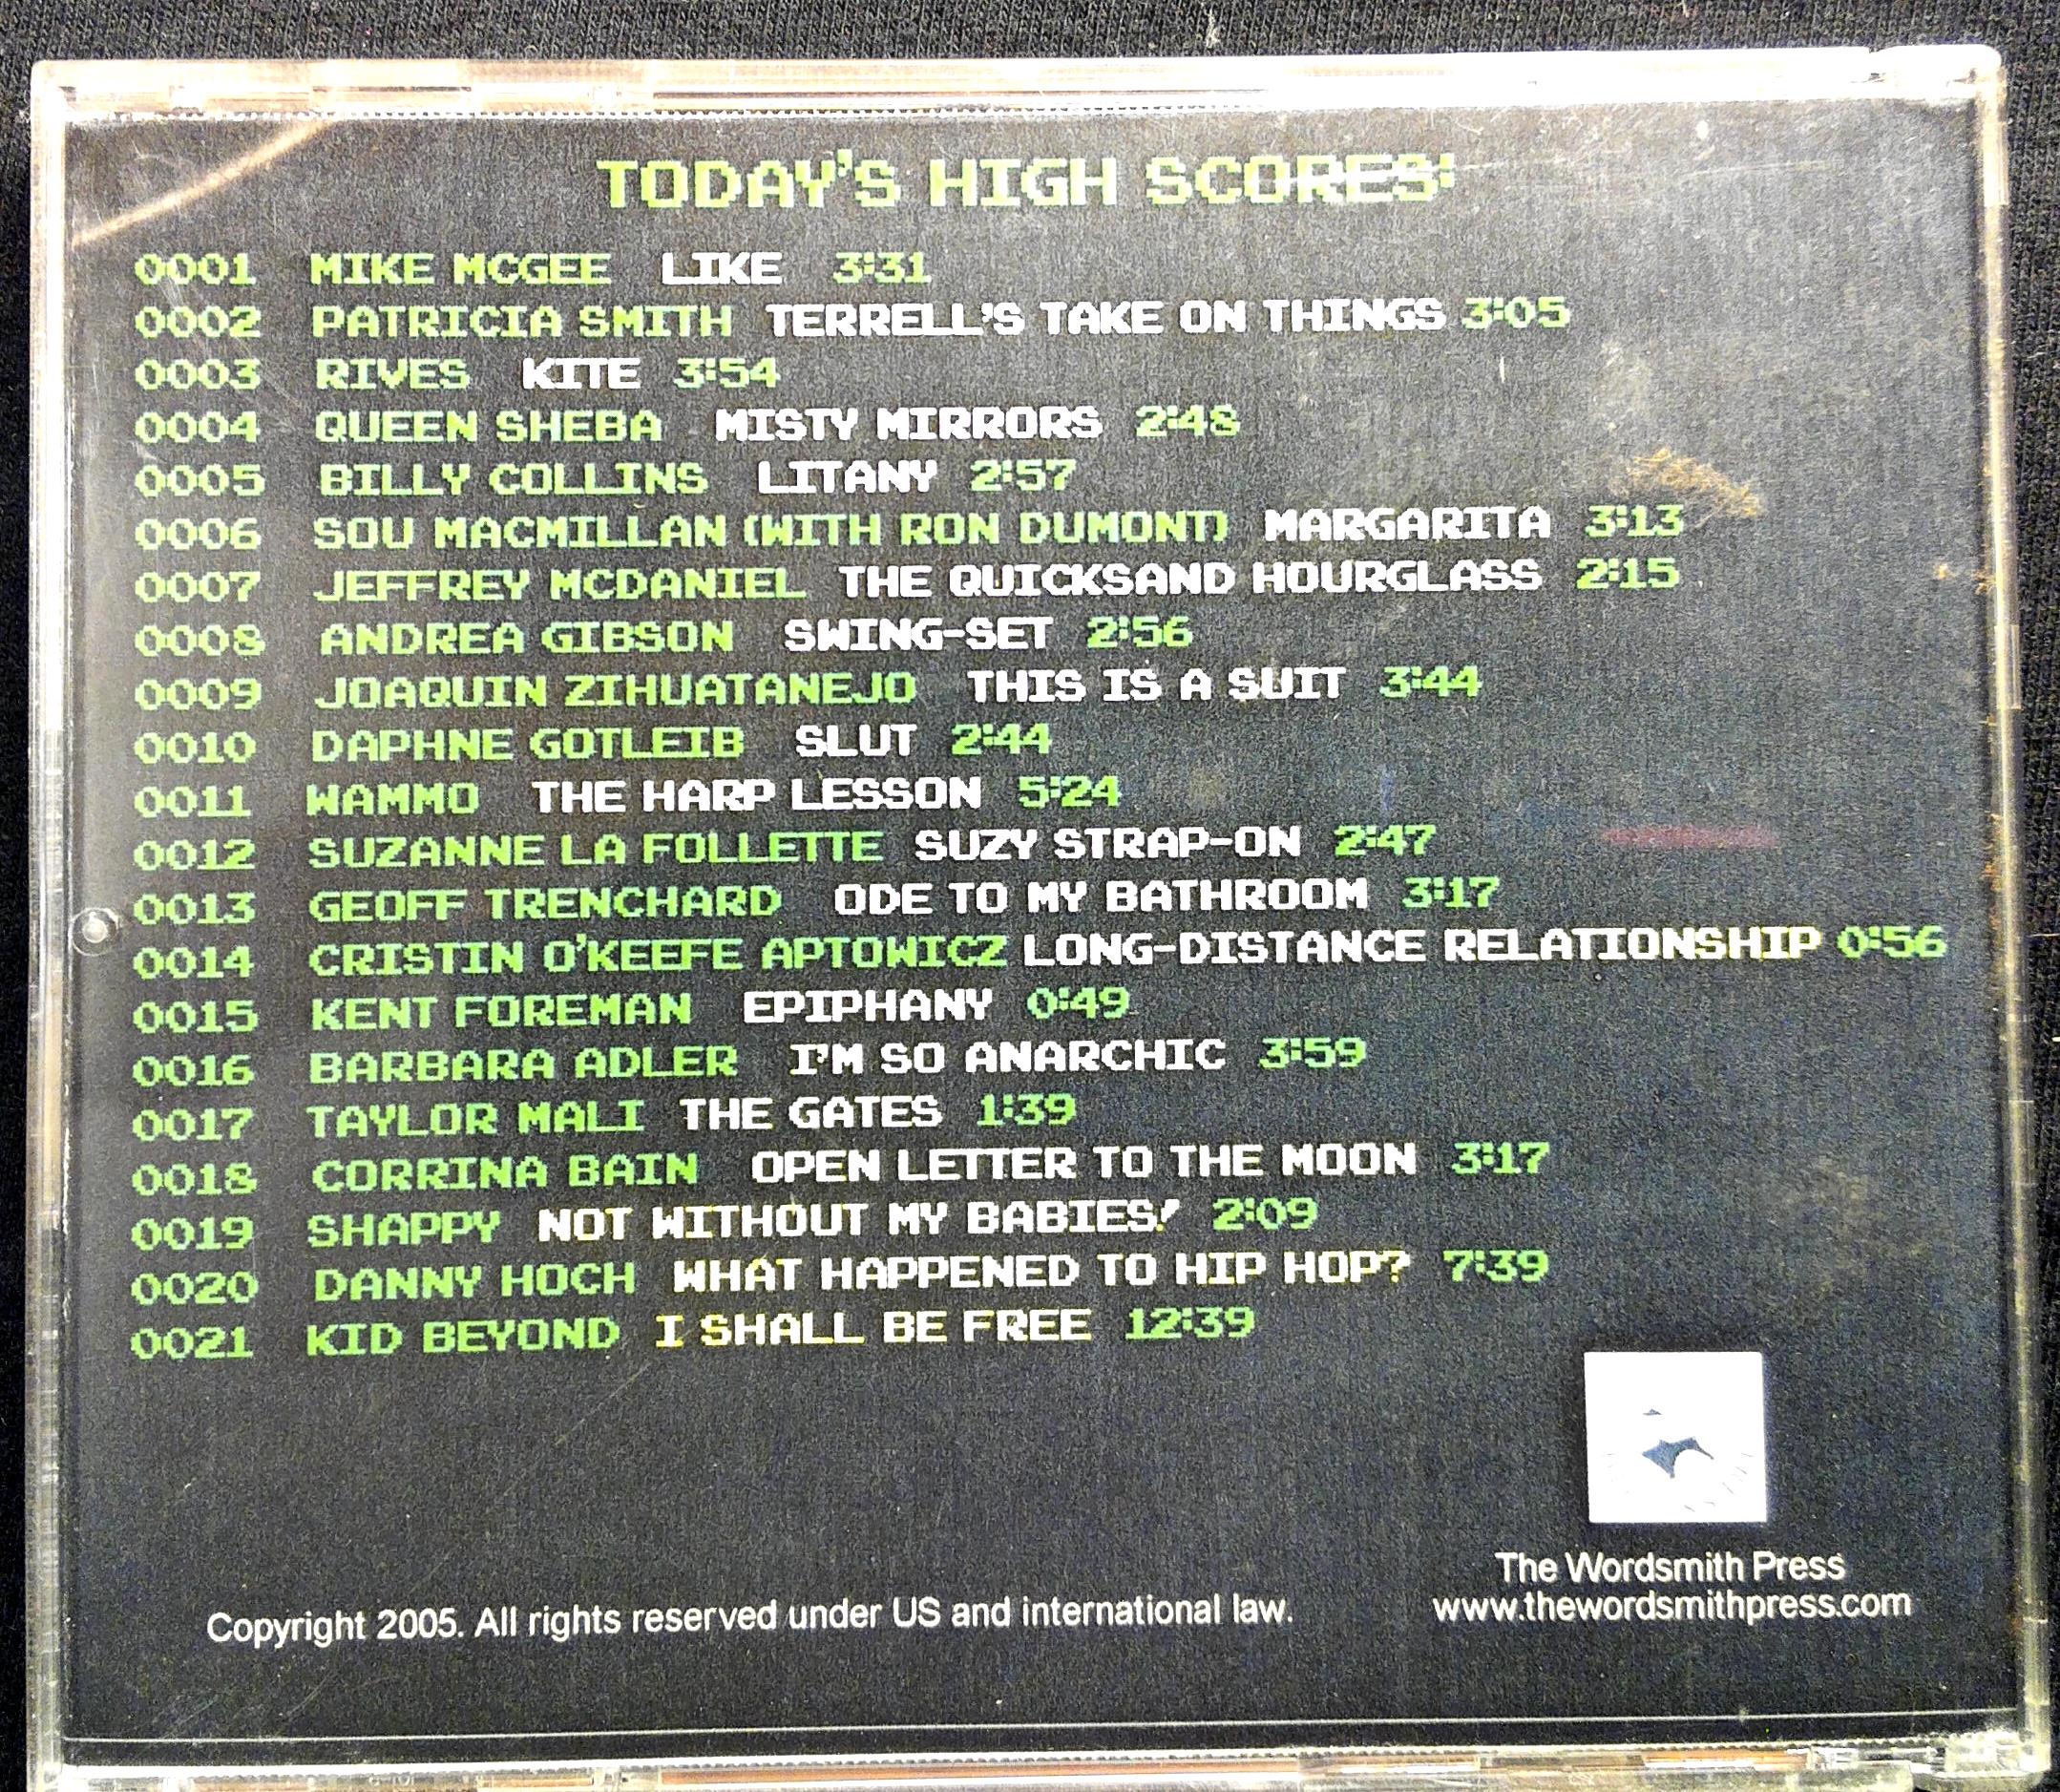 TODAY'S HIGH SCORES:
0001 MIKE MCGEE LIKE 3:31
0002 PATRICIA SMITH TERRELL'S TAKE ON THINGS 3:05
0003 RIVES KITE 3:54
0004 QUEEN SHEBA MISTY MIRRORS 2:48
0005 BILLY COLLINS LITANY 2:57
0006 SOU MACMILLAN (WITH RON DUMONT) MARGARITA 3:13
0007 JEFFREY MCDANIEL THE QUICKSAND HOURGLASS 2:15
0008 ANDREA GIBSON SWING-SET 2:56
0009 JOAQUIN ZIHUATANEJO THIS IS A SUIT 3:44
0010 DAPHNE GOTLEIB SLUT 2:44
0011 WAMMO THE HARP LESSON 5:24
0012 SUZANNE LA FOLLETTE SUZY STRAP-ON 2:47
0013 GEOFF TRENCHARD ODE TO MY BATHROOM 3:17
0014 CRISTIN O'KEEFE APTOWICZ LONG-DISTANCE RELATIONSHIP 0:56
0015 KENT FOREMAN EPIPHANY 0:49
0016 BARBARA ADLER I'M SO ANARCHIC 3:59
0017 TAYLOR MALI THE GATES 1:39
0018 CORRINA BAIN OPEN LETTER TO THE MOON 3:17
0019 SHAPPY NOT WITHOUT MY BABIES! 2:09
0020 DANNY HOCH WHAT HAPPENED TO HIP HOP? 7:39
0021 KID BEYOND I SHALL BE FREE 12:39
The Wordsmith Press
www.thewordsmithpress.com
Copyright 2005. All rights reserved under US and international law.